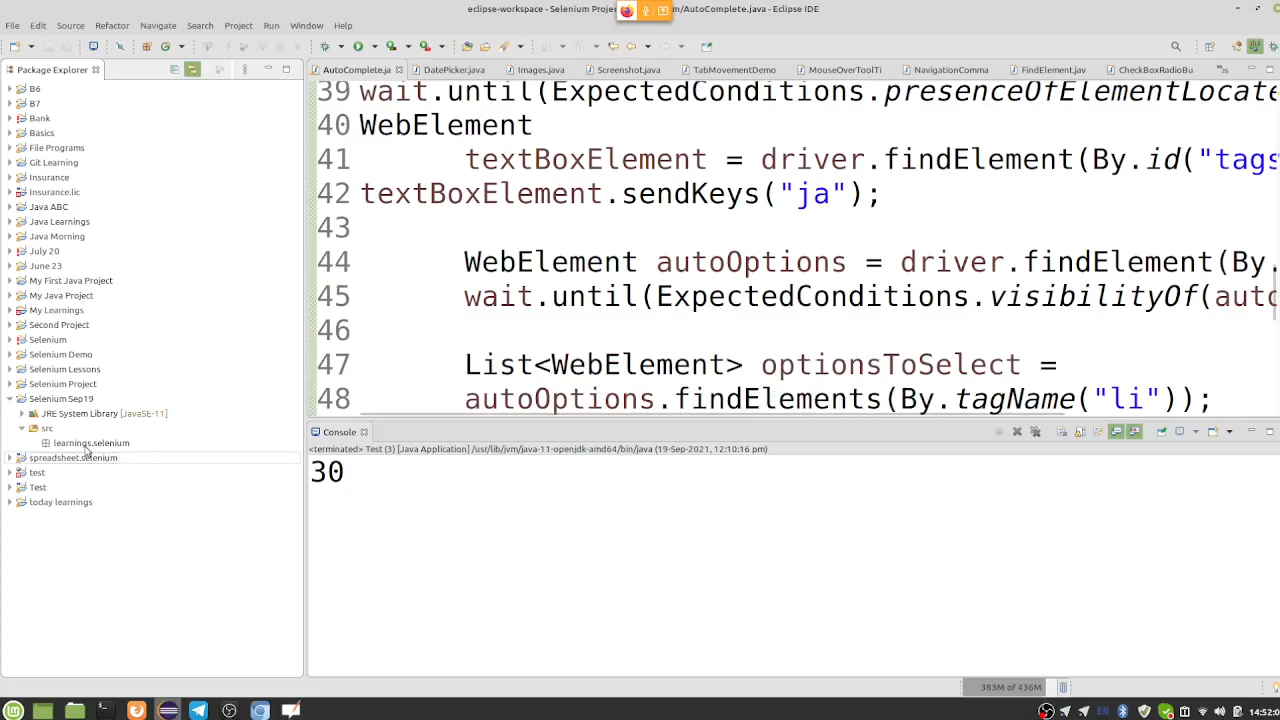 eclipse-workspace - Selenium Projec
m/AutoComplete.java - Eclipse IDE
File Edit Source Refactor Navigate Search Project Run Window Help
Package Explorer
AutoComplete.ja
DatePicker.java
Images.java
Screenshot.java
TabMovementDemo
MouseOverToolTi
NavigationComma
FindElement.jav
CheckBoxRadioBu
»26
B6
B7
Bank
Basics
File Programs
Git Learning
Insurance
Insurance.lic
Java ABC
Java Learnings
Java Morning
July 20
June 23
My First Java Project
My Java Project
My Learnings
Second Project
Selenium
Selenium Demo
Selenium Lessons
Selenium Project
Selenium Sep19
JRE System Library [JavaSE-11]
src
learnings.selenium
spreadsheet.selenium
test
Test
today learnings
39 wait.until(ExpectedConditions.presenceOfElementLocate
40 WebElement
41 textBoxElement = driver.findElement(By.id("tags
42 textBoxElement.sendKeys("ja");
43
44 WebElement autoOptions = driver.findElement(By.
45 wait.until(ExpectedConditions.visibilityOf(auto
46
47 List<WebElement> optionsToSelect =
48 autoOptions.findElements(By.tagName("li"));
Console
<terminated> Test (3) [Java Application] /usr/lib/jvm/java-11-openjdk-amd64/bin/java (19-Sep-2021, 12:10:16 pm)
30
383M of 436M
EN
14:52:0